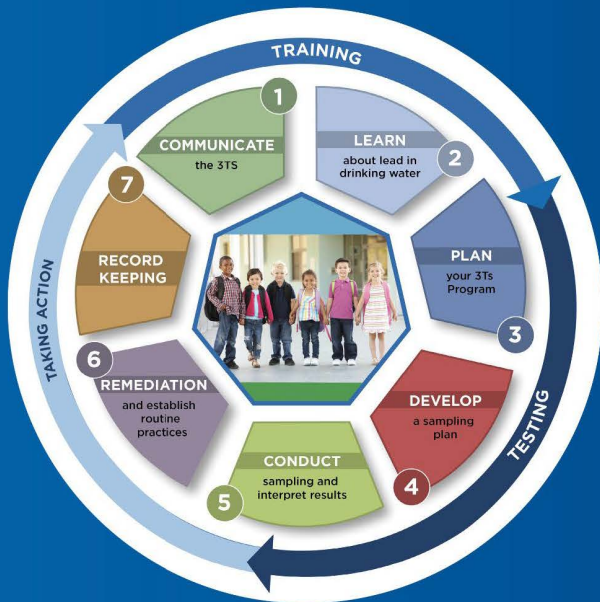 TRAINING
1
COMMUNICATE
the 3TS
LEARN
2
about lead in
drinking water
PLAN
your 3Ts
Program
3
DEVELOP
a sampling
plan
4
TESTING
CONDUCT
sampling and
interpret results
5
6
REMEDIATION
and establish
routine
practices
7
RECORD
KEEPING
TAKING ACTION